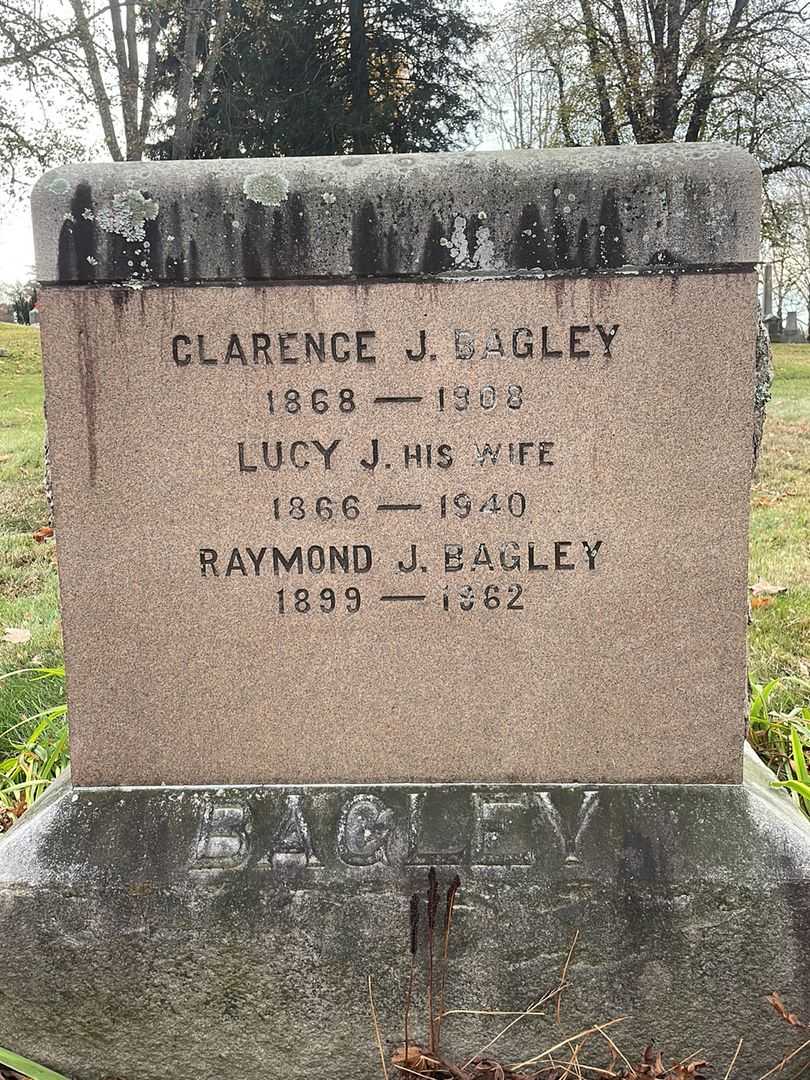 CLARENCE J. BAGLEY
1868 — 1908
LUCY J. HIS WIFE
1866 — 1940
RAYMOND J. BAGLEY
1899 — 1962
BAGLEY